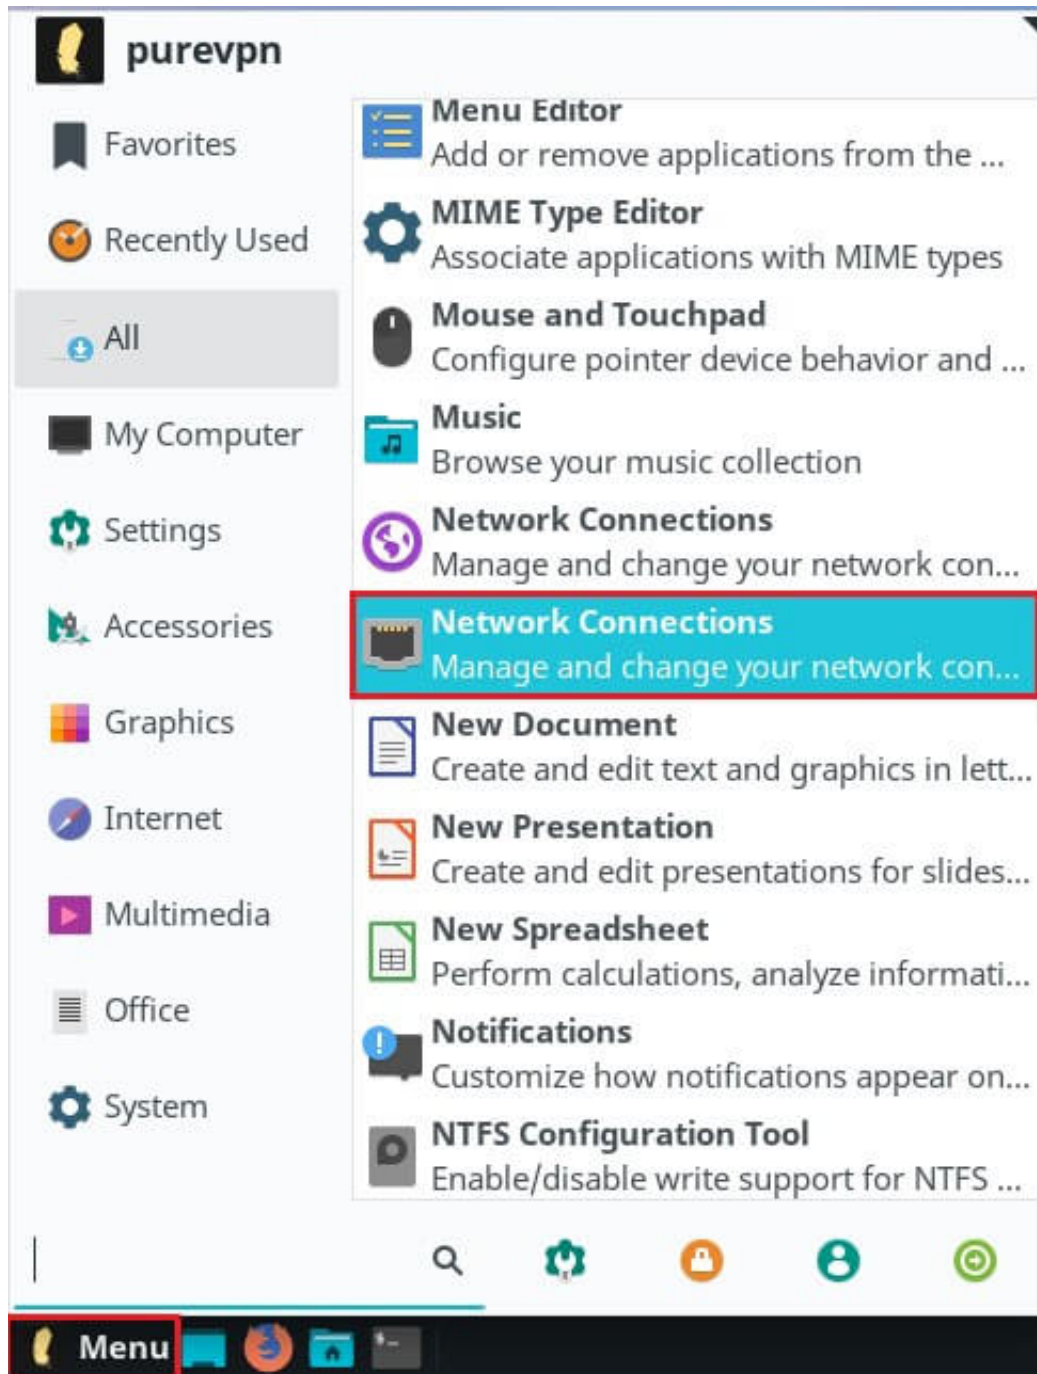 purevpn
Favorites
Recently Used
All
My Computer
Settings
Accessories
Graphics
Internet
Multimedia
Office
System
Menu Editor
Add or remove applications from the ...
MIME Type Editor
Associate applications with MIME types
Mouse and Touchpad
Configure pointer device behavior and ...
Music
Browse your music collection
Network Connections
Manage and change your network con...
Network Connections
Manage and change your network con...
New Document
Create and edit text and graphics in lett...
New Presentation
Create and edit presentations for slides...
New Spreadsheet
Perform calculations, analyze informati...
Notifications
Customize how notifications appear on...
NTFS Configuration Tool
Enable/disable write support for NTFS ...
Menu